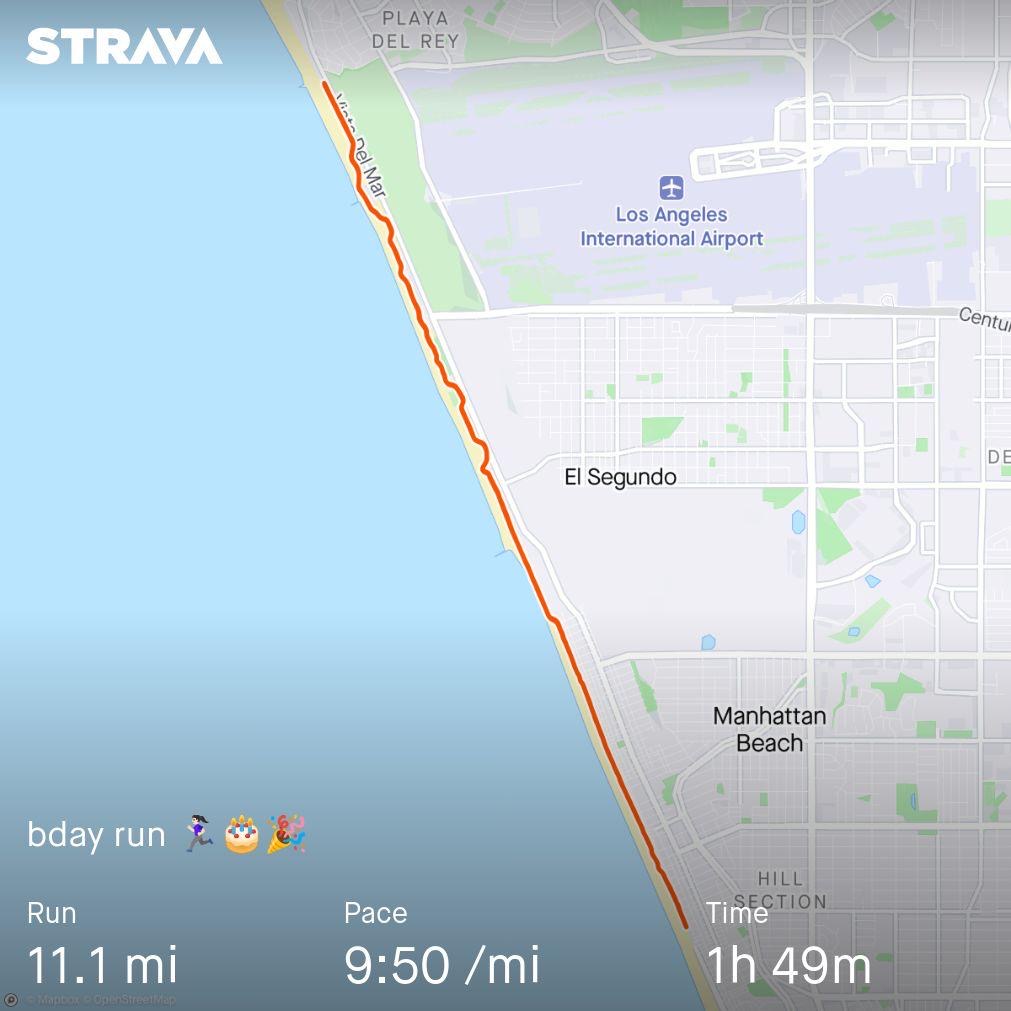 STRAVA
PLAYA
DEL REY
Vista Del Mar
Los Angeles
International Airport
Centu
El Segundo
DE
Manhattan
Beach
bday run 🏃🏻‍♀️🎂🎉
HILL
SECTION
Run
Pace
Time
11.1 mi
9:50 /mi
1h 49m
© Mapbox © OpenStreetMap